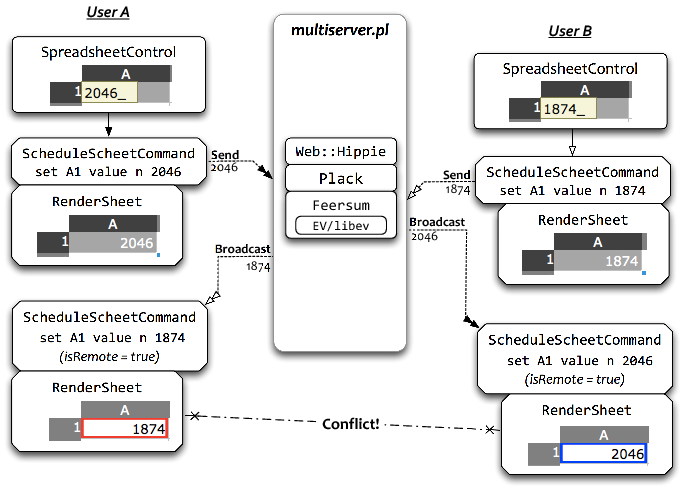 User A
SpreadsheetControl
A
1 2046_
ScheduleScheetCommand
set A1 value n 2046
RenderSheet
1 2046
Send
2046
Broadcast
1874
ScheduleScheetCommand
set A1 value n 1874
(isRemote = true)
RenderSheet
A
1 1874
multiserver.pl
Web::Hippie
Plack
Feersum
EV/libev
Conflict!
User B
SpreadsheetControl
A
1 1874_
Send
1874
ScheduleScheetCommand
set A1 value n 1874
RenderSheet
1 1874
Broadcast
2046
ScheduleScheetCommand
set A1 value n 2046
(isRemote = true)
RenderSheet
A
1 2046